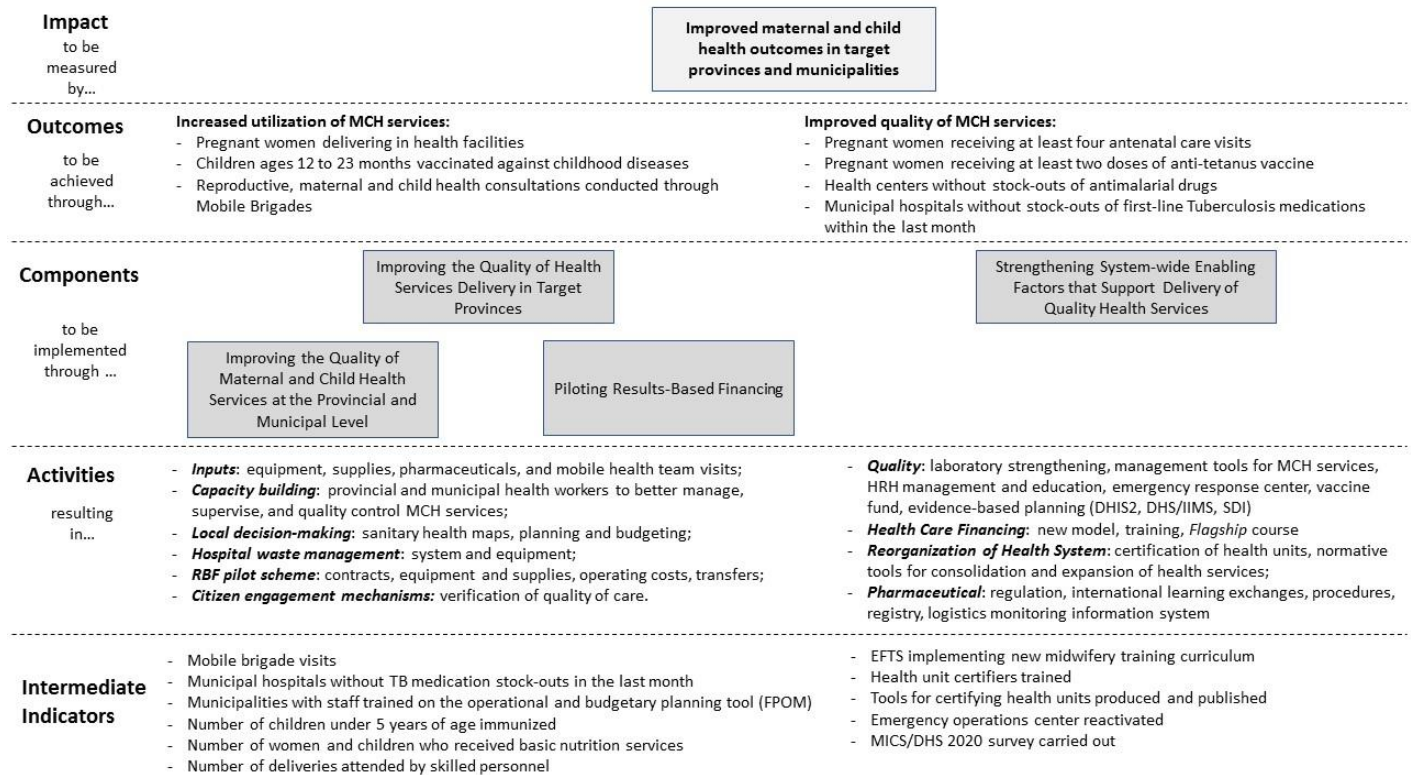 Impact
to be
measured
by…
Improved maternal and child
health outcomes in target
provinces and municipalities
Outcomes
to be
achieved
through…
Increased utilization of MCH services:
- Pregnant women delivering in health facilities
- Children ages 12 to 23 months vaccinated against childhood diseases
- Reproductive, maternal and child health consultations conducted through
Mobile Brigades
Improved quality of MCH services:
- Pregnant women receiving at least four antenatal care visits
- Pregnant women receiving at least two doses of anti-tetanus vaccine
- Health centers without stock-outs of antimalarial drugs
- Municipal hospitals without stock-outs of first-line Tuberculosis medications
within the last month
Components
to be
implemented
through …
Improving the Quality of Health
Services Delivery in Target
Provinces
Strengthening System-wide Enabling
Factors that Support Delivery of
Quality Health Services
Improving the Quality of
Maternal and Child Health
Services at the Provincial and
Municipal Level
Piloting Results-Based Financing
Activities
resulting
in…
- Inputs: equipment, supplies, pharmaceuticals, and mobile health team visits;
- Capacity building: provincial and municipal health workers to better manage,
supervise, and quality control MCH services;
- Local decision-making: sanitary health maps, planning and budgeting;
- Hospital waste management: system and equipment;
- RBF pilot scheme: contracts, equipment and supplies, operating costs, transfers;
- Citizen engagement mechanisms: verification of quality of care.
- Quality: laboratory strengthening, management tools for MCH services,
HRH management and education, emergency response center, vaccine
fund, evidence-based planning (DHIS2, DHS/IIMS, SDI)
- Health Care Financing: new model, training, Flagship course
- Reorganization of Health System: certification of health units, normative
tools for consolidation and expansion of health services;
- Pharmaceutical: regulation, international learning exchanges, procedures,
registry, logistics monitoring information system
Intermediate
Indicators
- Mobile brigade visits
- Municipal hospitals without TB medication stock-outs in the last month
- Municipalities with staff trained on the operational and budgetary planning tool (FPOM)
- Number of children under 5 years of age immunized
- Number of women and children who received basic nutrition services
- Number of deliveries attended by skilled personnel
- EFTS implementing new midwifery training curriculum
- Health unit certifiers trained
- Tools for certifying health units produced and published
- Emergency operations center reactivated
- MICS/DHS 2020 survey carried out